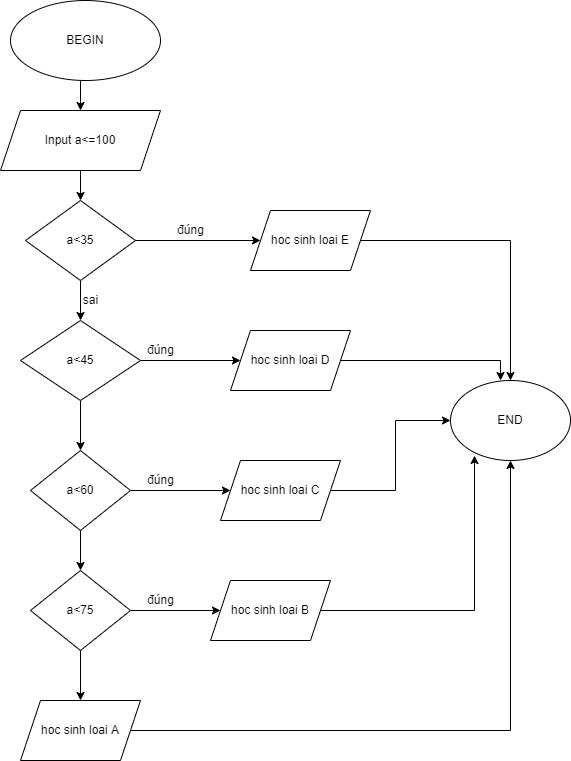 BEGIN
Input a<=100
a<35
đúng
hoc sinh loai E
sai
a<45
đúng
hoc sinh loai D
END
a<60
đúng
hoc sinh loai C
a<75
đúng
hoc sinh loai B
hoc sinh loai A